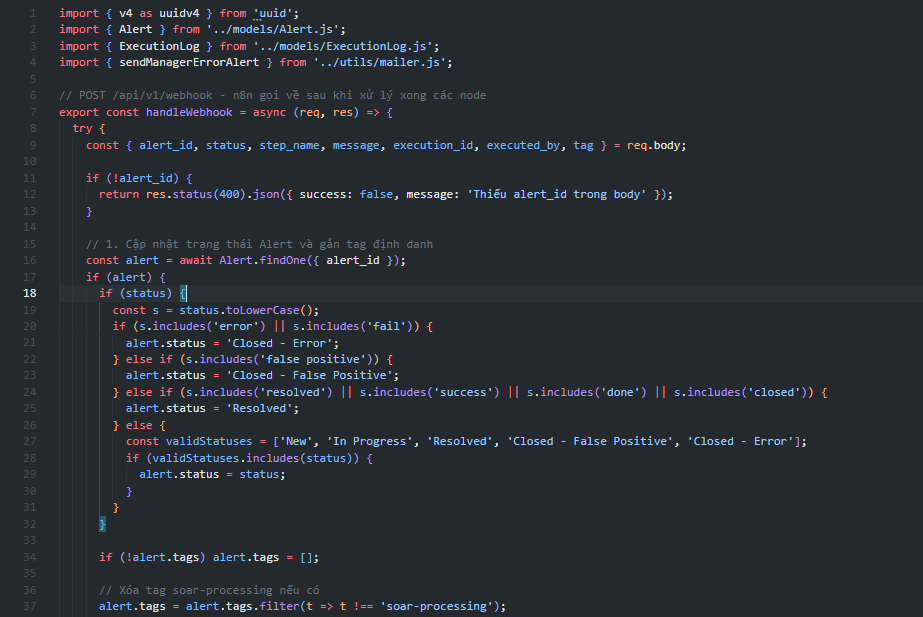 1 import { v4 as uuidv4 } from 'uuid';
2 import { Alert } from '../models/Alert.js';
3 import { ExecutionLog } from '../models/ExecutionLog.js';
4 import { sendManagerErrorAlert } from '../utils/mailer.js';
5
6 // POST /api/v1/webhook - n8n gọi về sau khi xử lý xong các node
7 export const handleWebhook = async (req, res) => {
8 try {
9 const { alert_id, status, step_name, message, execution_id, executed_by, tag } = req.body;
10
11 if (!alert_id) {
12 return res.status(400).json({ success: false, message: 'Thiếu alert_id trong body' });
13 }
14
15 // 1. Cập nhật trạng thái Alert và gắn tag định danh
16 const alert = await Alert.findOne({ alert_id });
17 if (alert) {
18 if (status) {
19 const s = status.toLowerCase();
20 if (s.includes('error') || s.includes('fail')) {
21 alert.status = 'Closed - Error';
22 } else if (s.includes('false positive')) {
23 alert.status = 'Closed - False Positive';
24 } else if (s.includes('resolved') || s.includes('success') || s.includes('done') || s.includes('closed')) {
25 alert.status = 'Resolved';
26 } else {
27 const validStatuses = ['New', 'In Progress', 'Resolved', 'Closed - False Positive', 'Closed - Error'];
28 if (validStatuses.includes(status)) {
29 alert.status = status;
30 }
31 }
32 }
33
34 if (!alert.tags) alert.tags = [];
35
36 // Xóa tag soar-processing nếu có
37 alert.tags = alert.tags.filter(t => t !== 'soar-processing');